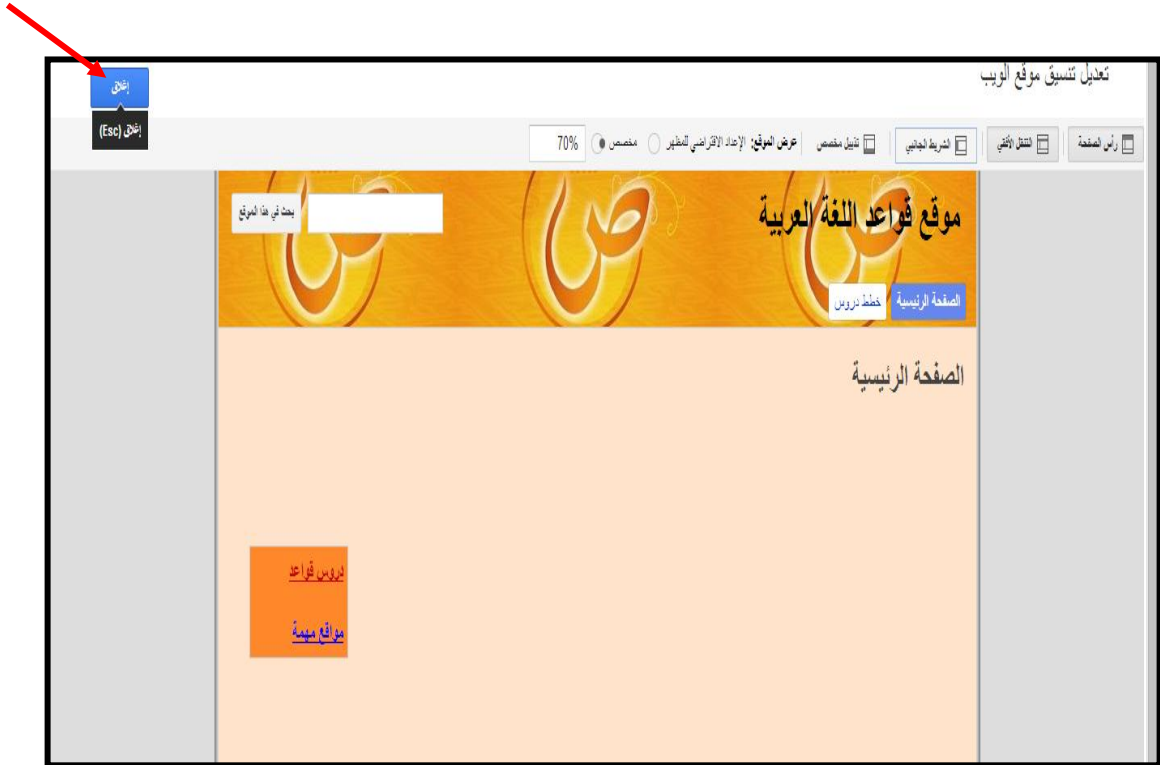 تعديل تنسيق موقع الويب
إغلاق
إغلاق (Esc)
رأس الصفحة
التنقل الأفقي
الشريط الجانبي
تذييل مخصص
عرض الموقع: الإعداد الافتراضي للمظهر مخصص 70%
موقع قواعد اللغة العربية
بحث في هذا الموقع
ص ص ص
الصفحة الرئيسية
خطط دروس
الصفحة الرئيسية
دروس قواعد
مواقع مهمة